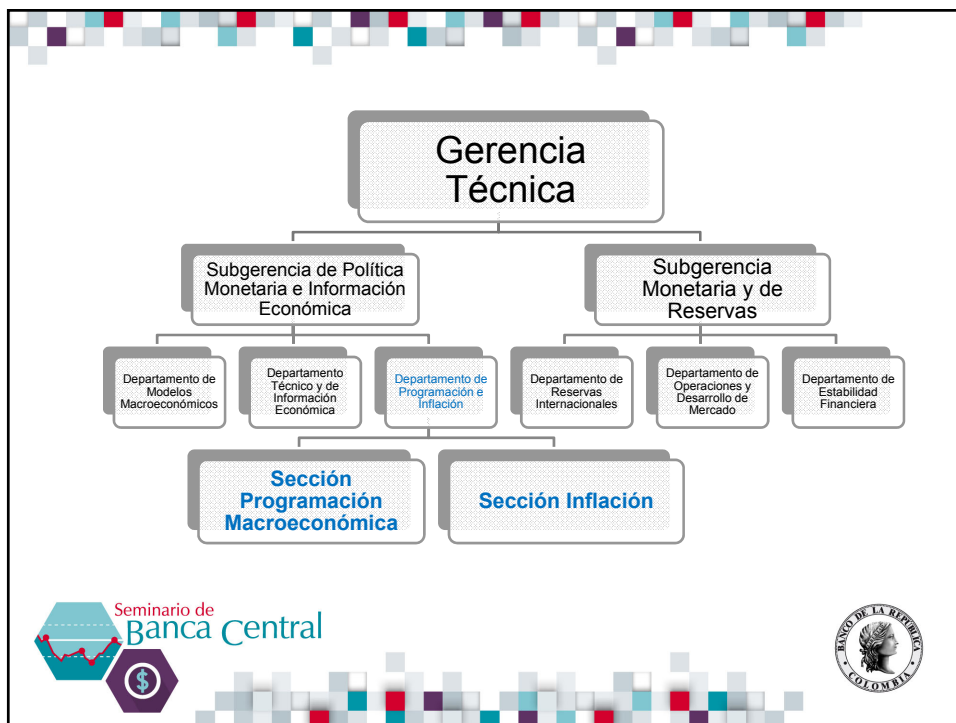 Gerencia
Técnica
Subgerencia de Política
Monetaria e Información
Económica
Subgerencia
Monetaria y de
Reservas
Departamento de
Modelos
Macroeconómicos
Departamento
Técnico y de
Información
Económica
Departamento de
Programación e
Inflación
Departamento de
Reservas
Internacionales
Departamento de
Operaciones y
Desarrollo de
Mercado
Departamento de
Estabilidad
Financiera
Sección
Programación
Macroeconómica
Sección Inflación
Seminario de
Banca Central
$
BANCO DE LA REPÚBLICA
COLOMBIA